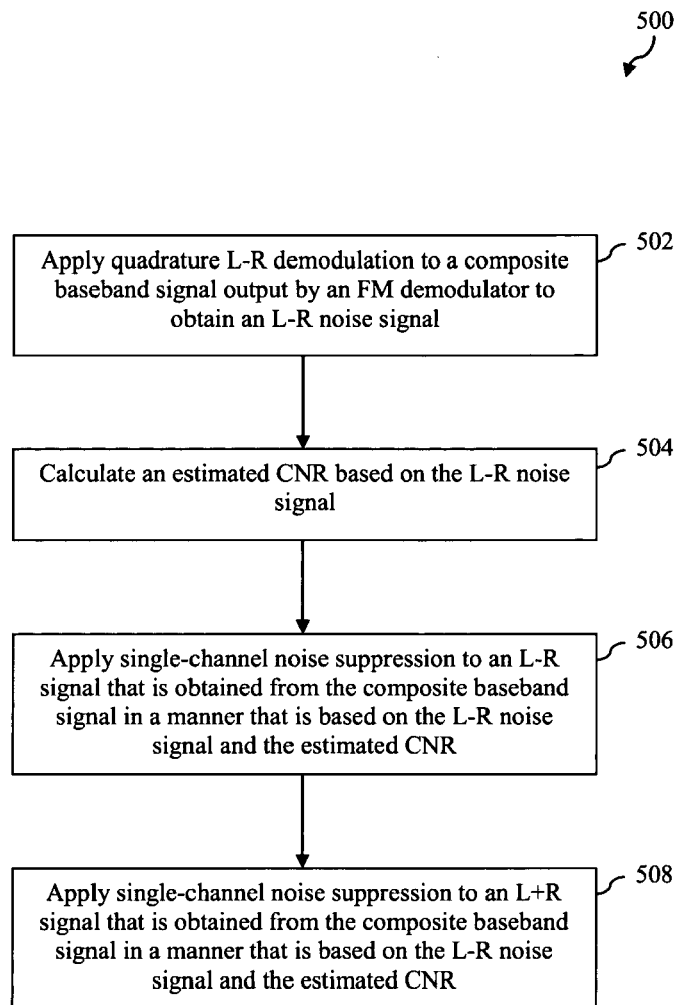 500
502
Apply quadrature L-R demodulation to a composite
baseband signal output by an FM demodulator to
obtain an L-R noise signal
504
Calculate an estimated CNR based on the L-R noise
signal
506
Apply single-channel noise suppression to an L-R
signal that is obtained from the composite baseband
signal in a manner that is based on the L-R noise
signal and the estimated CNR
508
Apply single-channel noise suppression to an L+R
signal that is obtained from the composite baseband
signal in a manner that is based on the L-R noise
signal and the estimated CNR